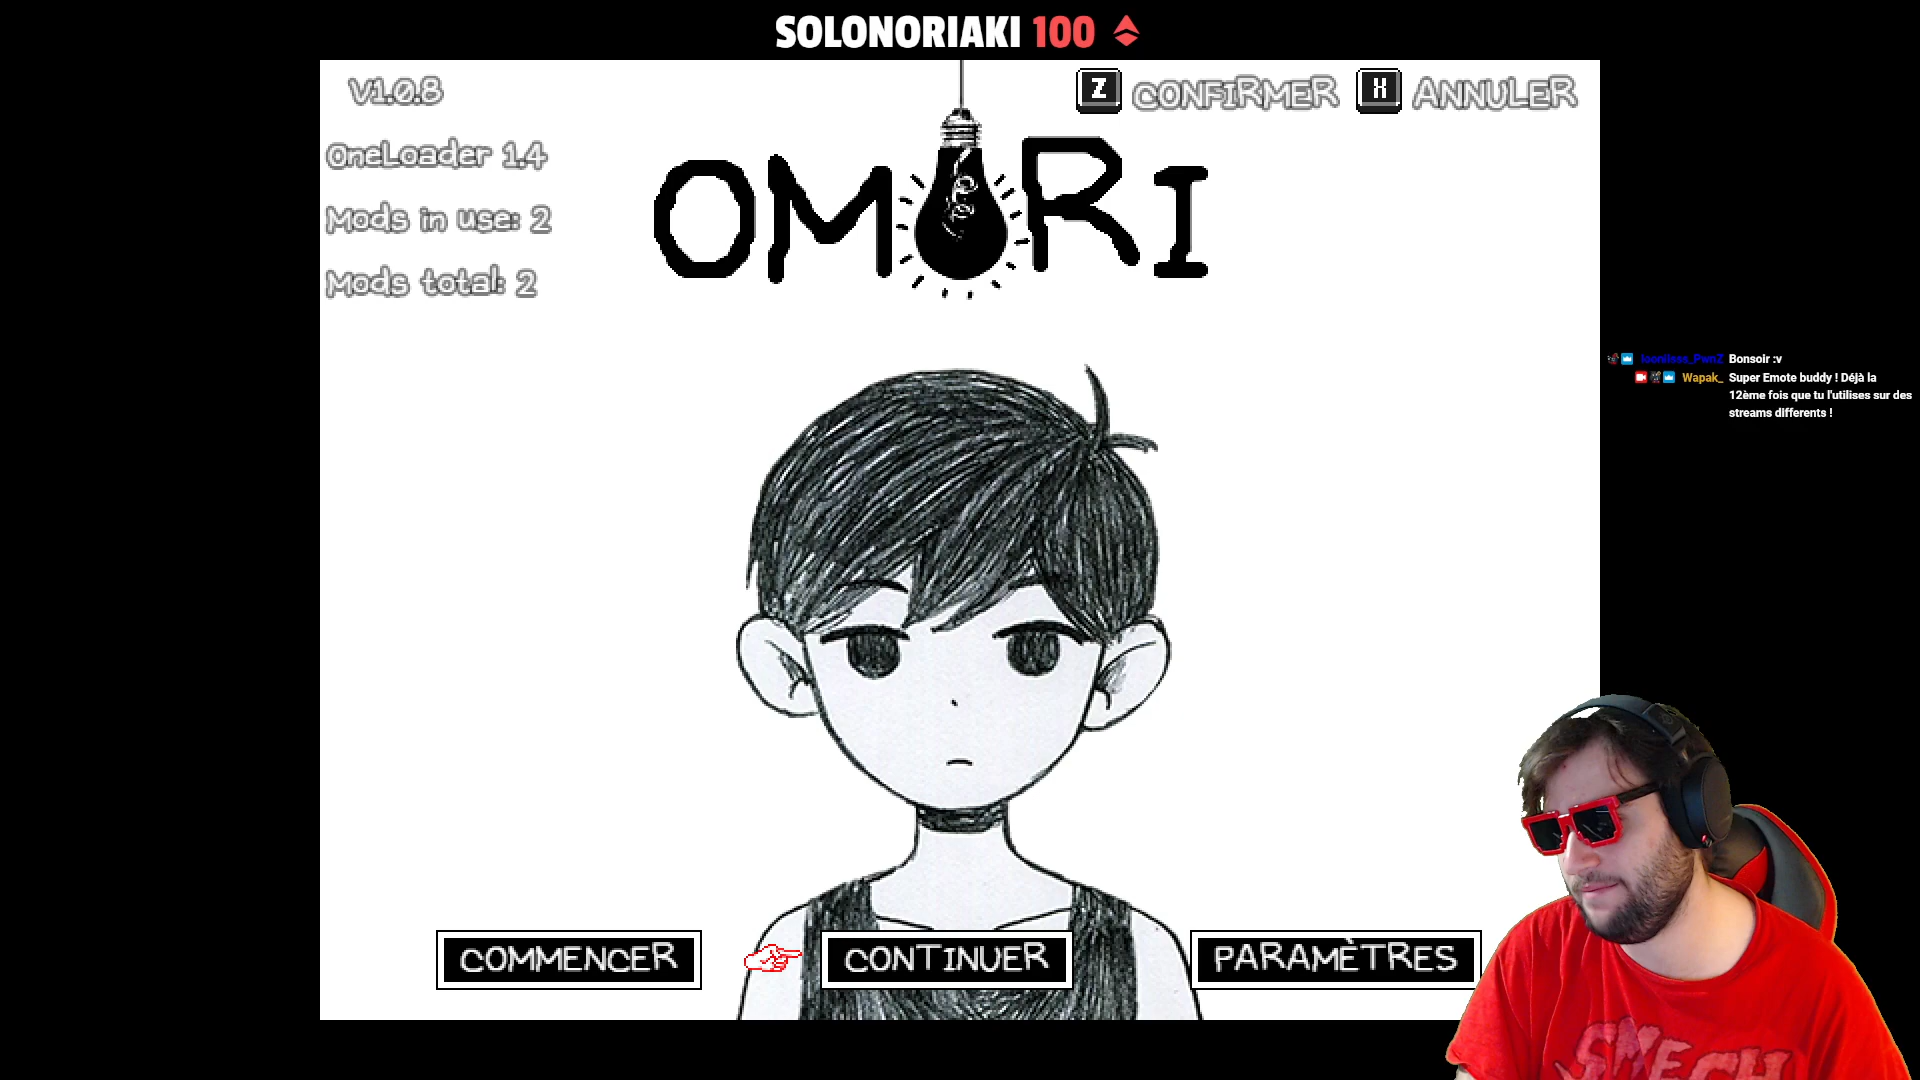 SOLONORIAKI 100
V1.0.8
Z CONFIRMER X ANNULER
OneLoader 1.4
OMORI
Mods in use: 2
Mods total: 2
Bonsoir :v
Wapak_ Super Emote buddy ! Déjà la
12ème fois que tu l'utilises sur des
streams differents !
COMMENCER
CONTINUER
PARAMÈTRES